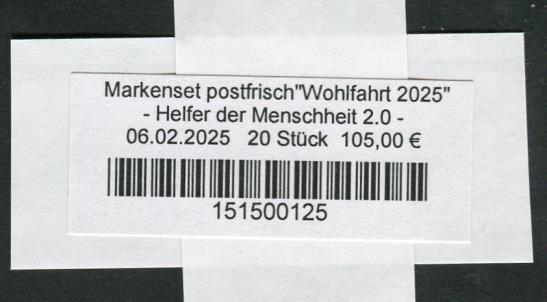 Markenset postfrisch"Wohlfahrt 2025"
- Helfer der Menschheit 2.0 -
06.02.2025 20 Stück 105,00 €
151500125